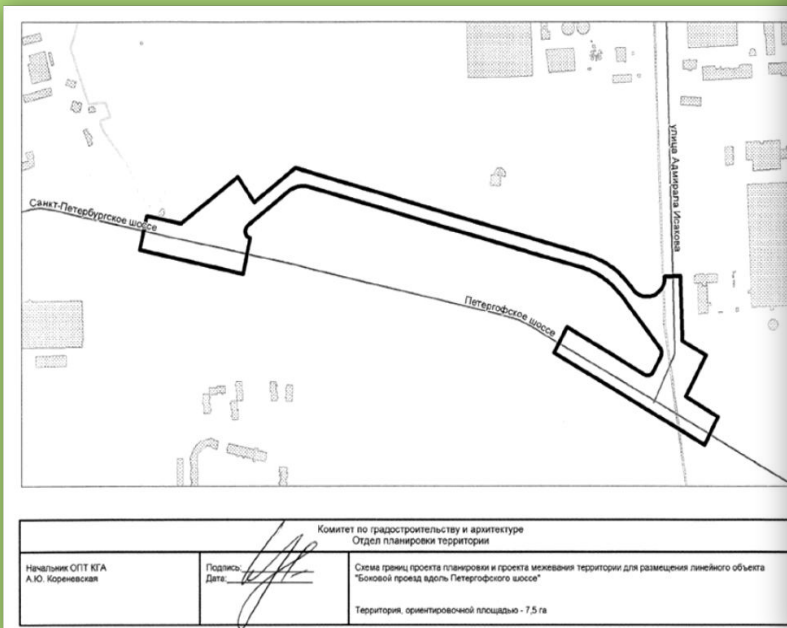 улица Адмирала Исакова
Санкт-Петербургское шоссе
Петергофское шоссе
Комитет по градостроительству и архитектуре
Отдел планировки территории
Начальник ОПТ КГА
А.Ю. Кореневская
Подпись:
Дата:
Схема границ проекта планировки и проекта межевания территории для размещения линейного объекта
"Боковой проезд вдоль Петергофского шоссе"
Территория, ориентировочной площадью - 7,5 га